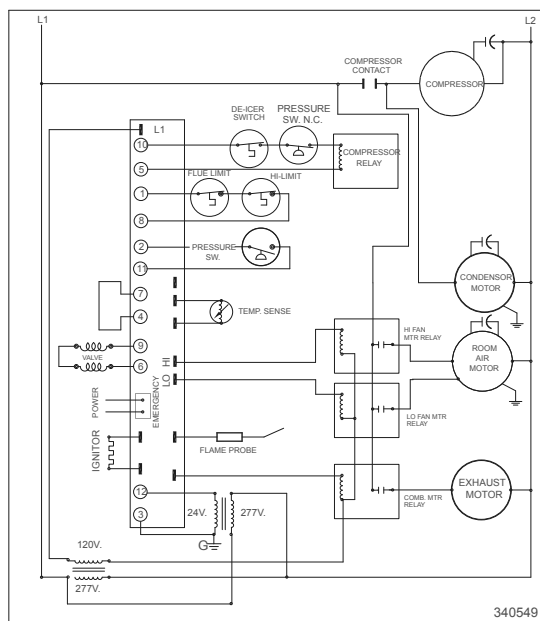 L1
L2
COMPRESSOR
CONTACT
COMPRESSOR
DE-ICER
SWITCH
PRESSURE
SW. N.C.
L1
10
COMPRESSOR
RELAY
5
FLUE LIMIT
HI-LIMIT
1
8
2
PRESSURE
SW.
11
CONDENSOR
MOTOR
7
TEMP. SENSE
4
HI FAN
MTR RELAY
ROOM
AIR
MOTOR
9
VALVE
6
HI
LO
POWER
EMERGENCY
LO FAN MTR
RELAY
IGNITOR
FLAME PROBE
EXHAUST
MOTOR
COMB. MTR
RELAY
12
24V.
277V.
3
G
120V.
277V.
340549